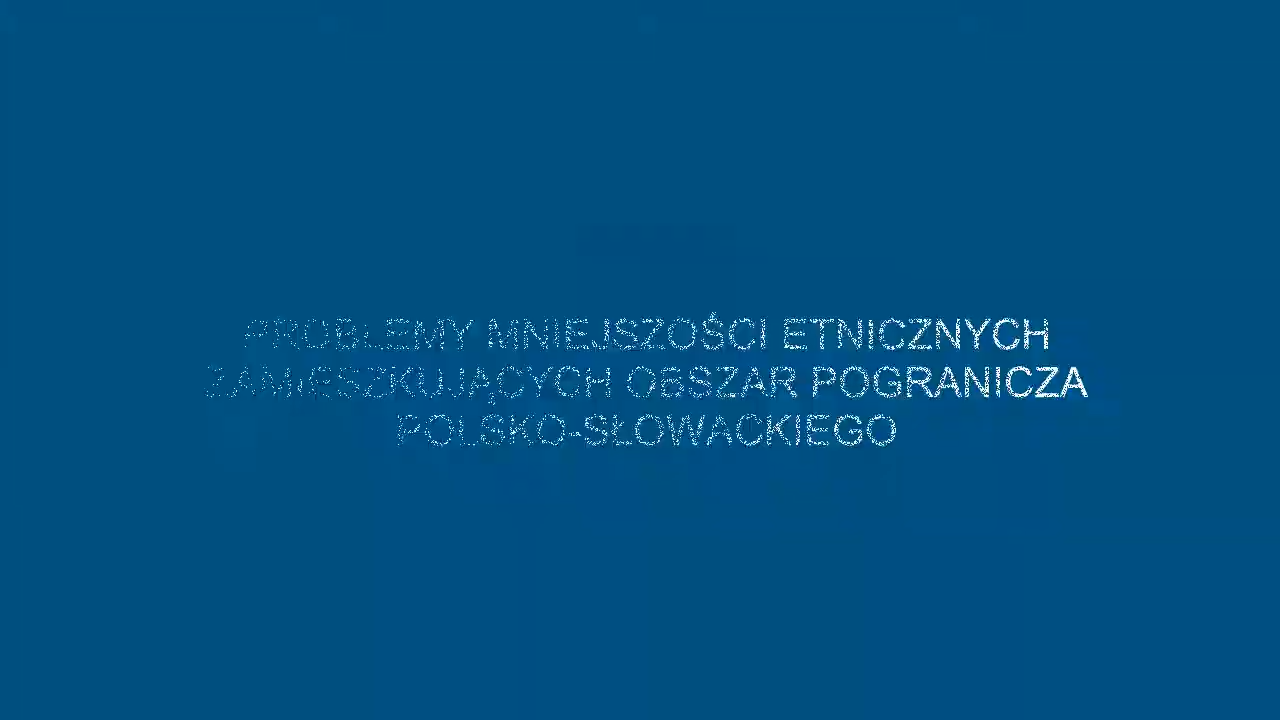 PROBLEMY MNIEJSZOŚCI ETNICZNYCH
ZAMIESZKUJĄCYCH OBSZAR POGRANICZA
POLSKO-SŁOWACKIEGO